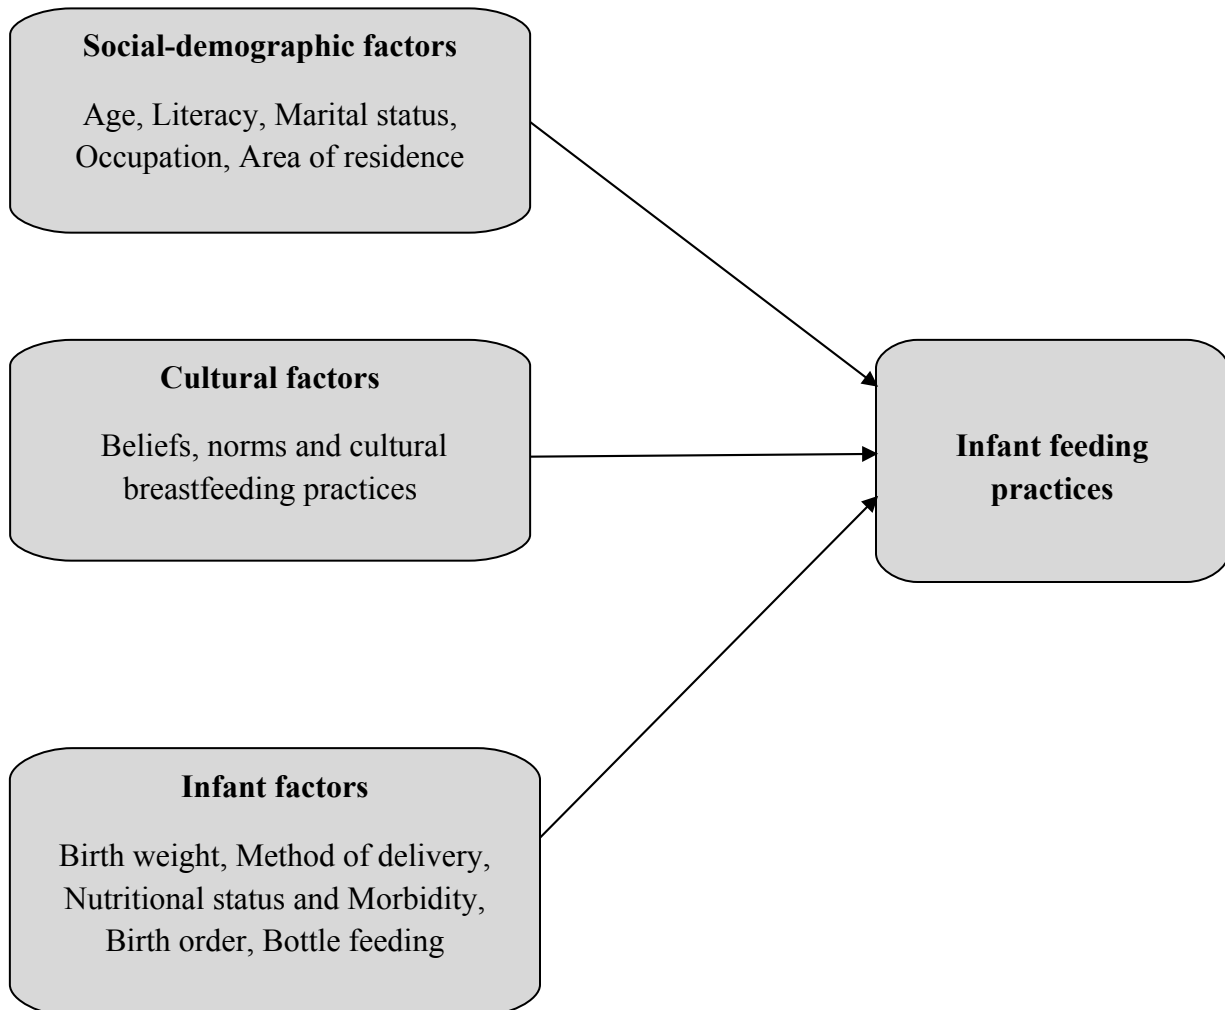 Social-demographic factors
Age, Literacy, Marital status,
Occupation, Area of residence
Cultural factors
Beliefs, norms and cultural
breastfeeding practices
Infant feeding
practices
Infant factors
Birth weight, Method of delivery,
Nutritional status and Morbidity,
Birth order, Bottle feeding